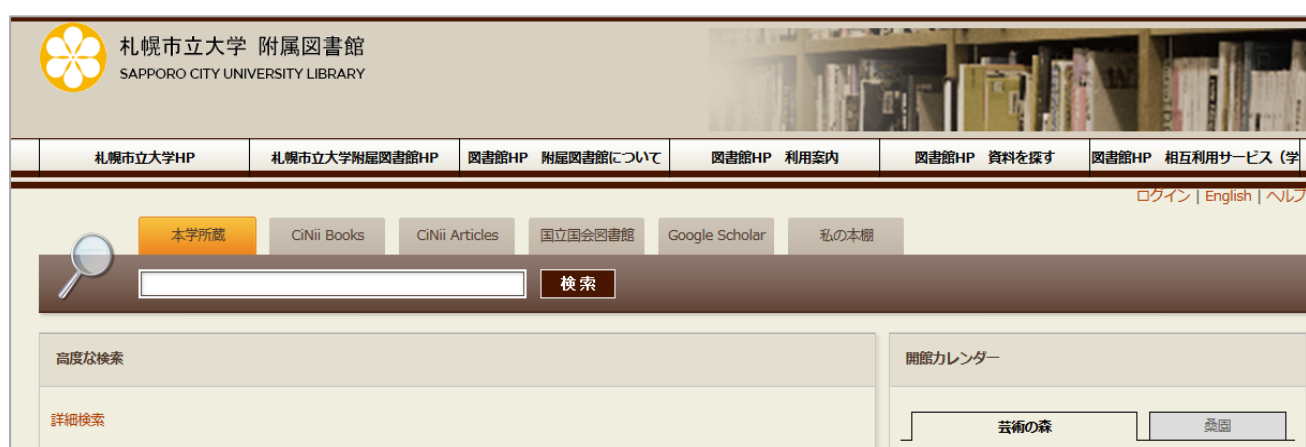 札幌市立大学 附属図書館
SAPPORO CITY UNIVERSITY LIBRARY
札幌市立大学HP 札幌市立大学附属図書館HP 図書館HP 附属図書館について 図書館HP 利用案内 図書館HP 資料を探す 図書館HP 相互利用サービス（学
ログイン | English | ヘルプ
本学所蔵 CiNii Books CiNii Articles 国立国会図書館 Google Scholar 私の本棚
検索
高度な検索 開館カレンダー
詳細検索
芸術の森 桑園